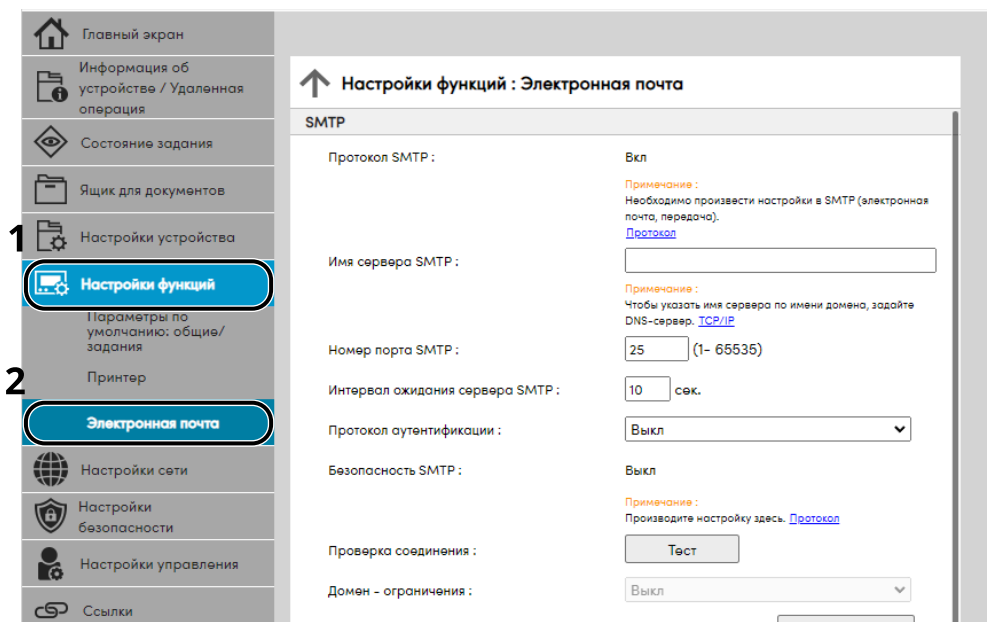 Главный экран
Информация об
устройстве / Удаленная
операция
Состояние задания
Ящик для документов
1
Настройки устройства
Настройки функций
Параметры по
умолчанию: общие/
задания
Принтер
2
Электронная почта
Настройки сети
Настройки
безопасности
Настройки управления
Ссылки
Настройки функций : Электронная почта
SMTP
Протокол SMTP :
Вкл
Примечание :
Необходимо произвести настройки в SMTP (электронная
почта, передача).
Протокол
Имя сервера SMTP :
Примечание :
Чтобы указать имя сервера по имени домена, задайте
DNS-сервер. TCP/IP
Номер порта SMTP :
25 (1- 65535)
Интервал ожидания сервера SMTP :
10 сек.
Протокол аутентификации :
Выкл
Безопасность SMTP :
Выкл
Примечание :
Производите настройку здесь. Протокол
Проверка соединения :
Тест
Домен - ограничения :
Выкл